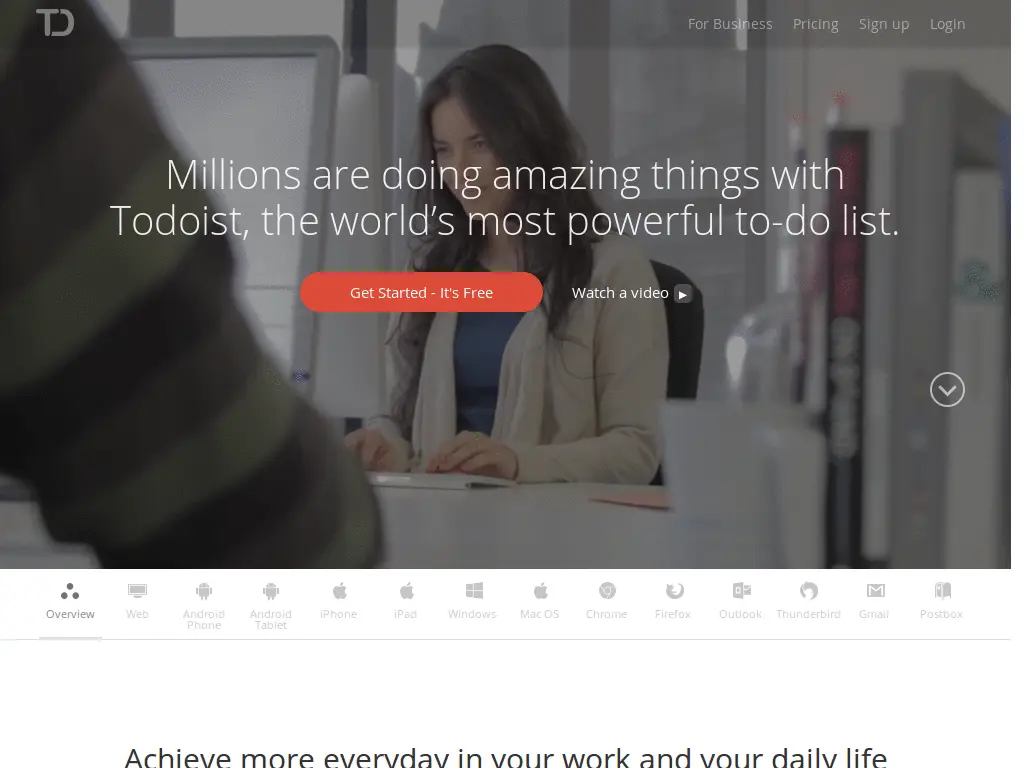 TD
For Business Pricing Sign up Login
Millions are doing amazing things with
Todoist, the world’s most powerful to-do list.
Get Started - It's Free
Watch a video
Overview
Web
Android
Phone
Android
Tablet
iPhone
iPad
Windows
Mac OS
Chrome
Firefox
Outlook
Thunderbird
Gmail
Postbox
Achieve more everyday in your work and your daily life